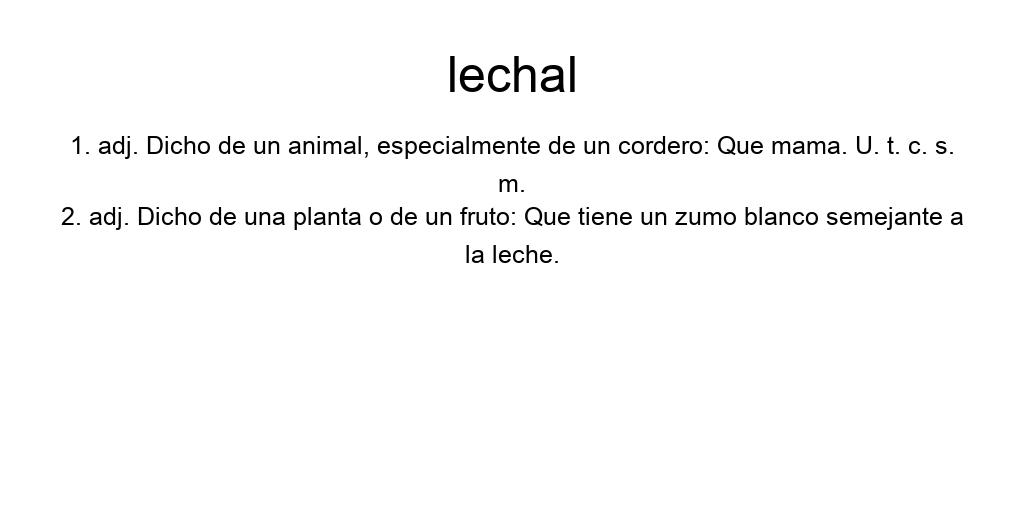 lechal
1. adj. Dicho de un animal, especialmente de un cordero: Que mama. U. t. c. s.
m.
2. adj. Dicho de una planta o de un fruto: Que tiene un zumo blanco semejante a
la leche.